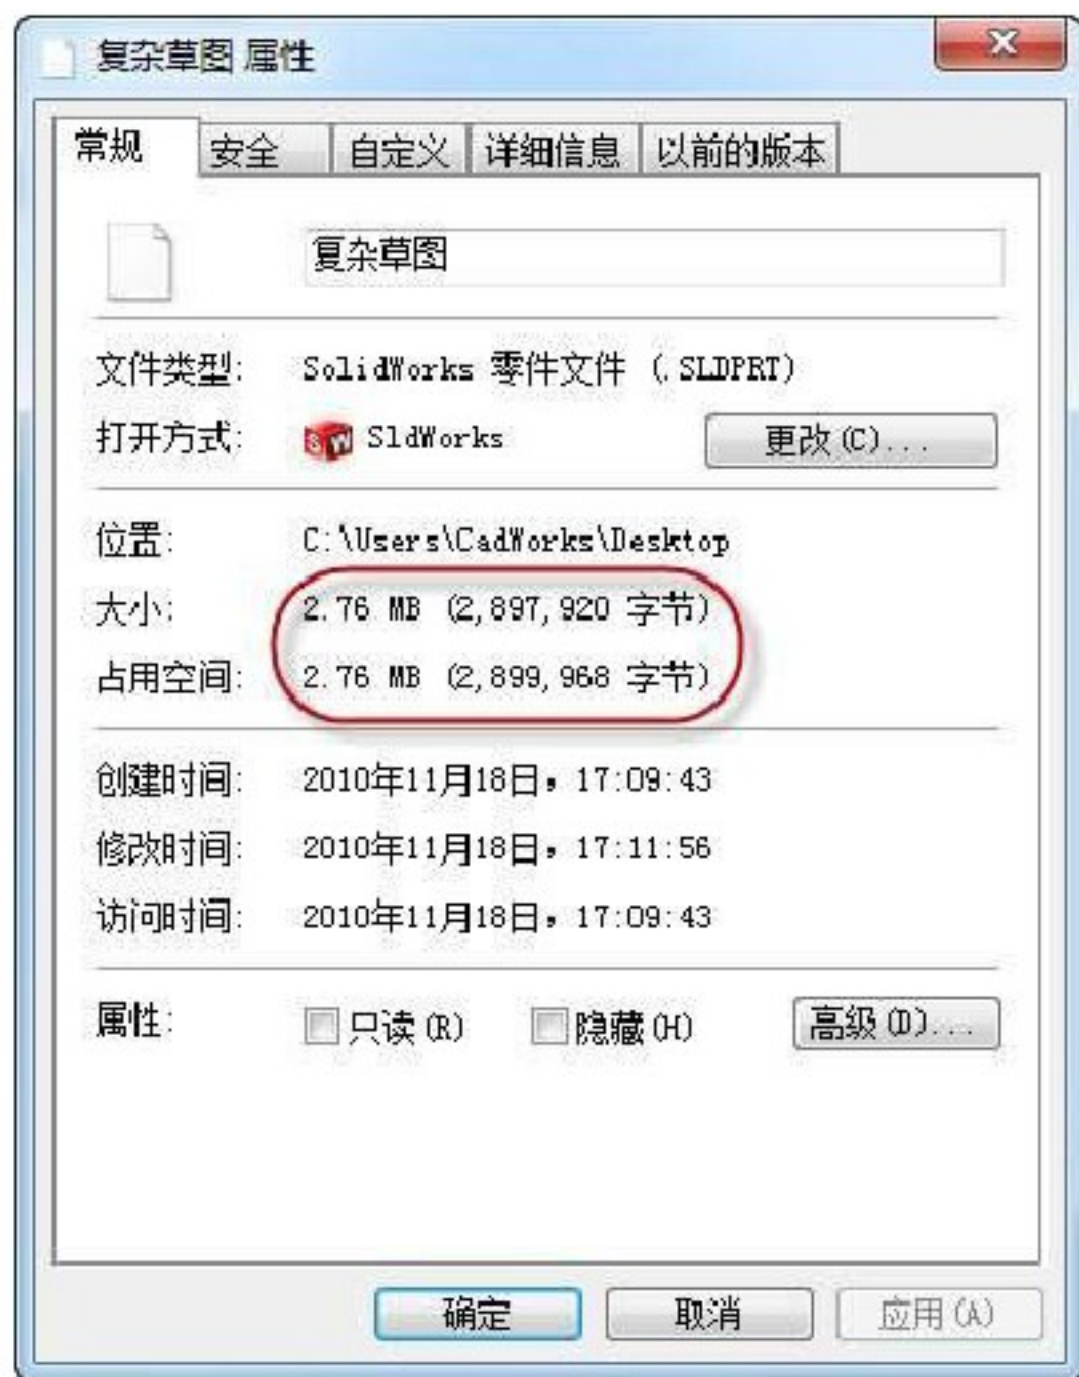 复杂草图 属性
常规 安全 自定义 详细信息 以前的版本
复杂草图
文件类型: SolidWorks 零件文件 (.SLDPRT)
打开方式: SldWorks 更改(C)...
位置: C:\Users\CadWorks\Desktop
大小: 2.76 MB (2,897,920 字节)
占用空间: 2.76 MB (2,899,968 字节)
创建时间: 2010年11月18日，17:09:43
修改时间: 2010年11月18日，17:11:56
访问时间: 2010年11月18日，17:09:43
属性: 只读(R) 隐藏(H) 高级(D)...
确定 取消 应用(A)